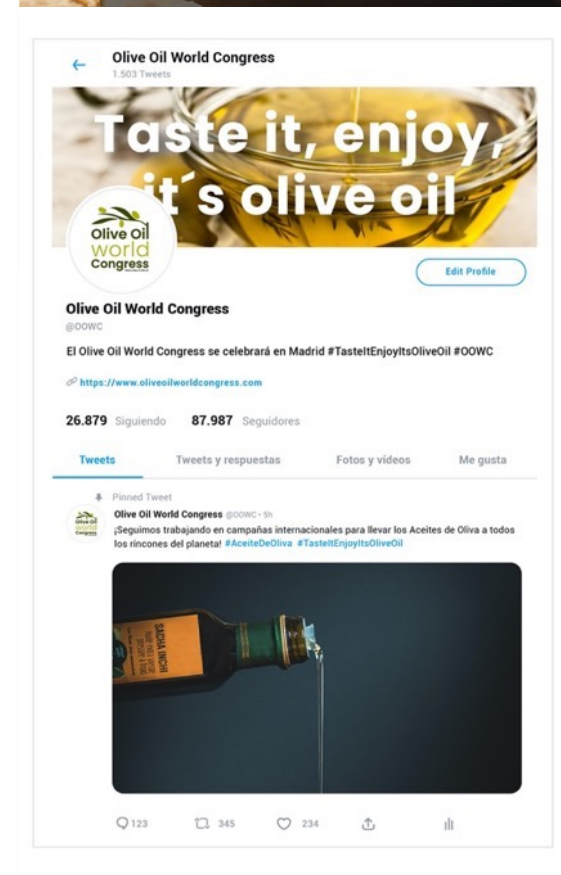 Olive Oil World Congress
1.503 Tweets
Taste it, enjoy,
it´s olive oil
Olive Oil
world
Congress
Edit Profile
Olive Oil World Congress
@OOWC
El Olive Oil World Congress se celebrará en Madrid #TasteItEnjoyItsOliveOil #OOWC
https://www.oliveoilworldcongress.com
26.879 Siguiendo 87.987 Seguidores
Tweets Tweets y respuestas Fotos y vídeos Me gusta
Pinned Tweet
Olive Oil World Congress @OOWC · 5h
¡Seguimos trabajando en campañas internacionales para llevar los Aceites de Oliva a todos
los rincones del planeta! #AceiteDeOliva #TasteItEnjoyItsOliveOil
Olive Oil
world
Congress
SACHA INCHI
123 345 234